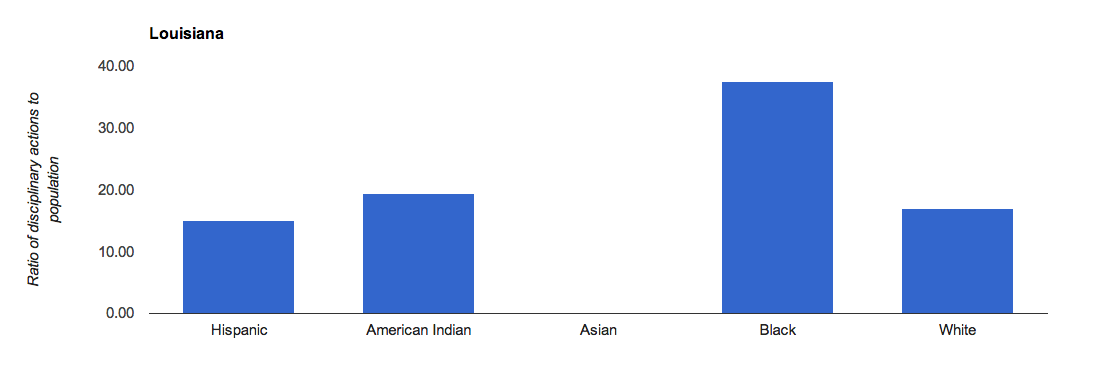 Louisiana
Ratio of disciplinary actions to
population
40.00
30.00
20.00
10.00
0.00
Hispanic
American Indian
Asian
Black
White